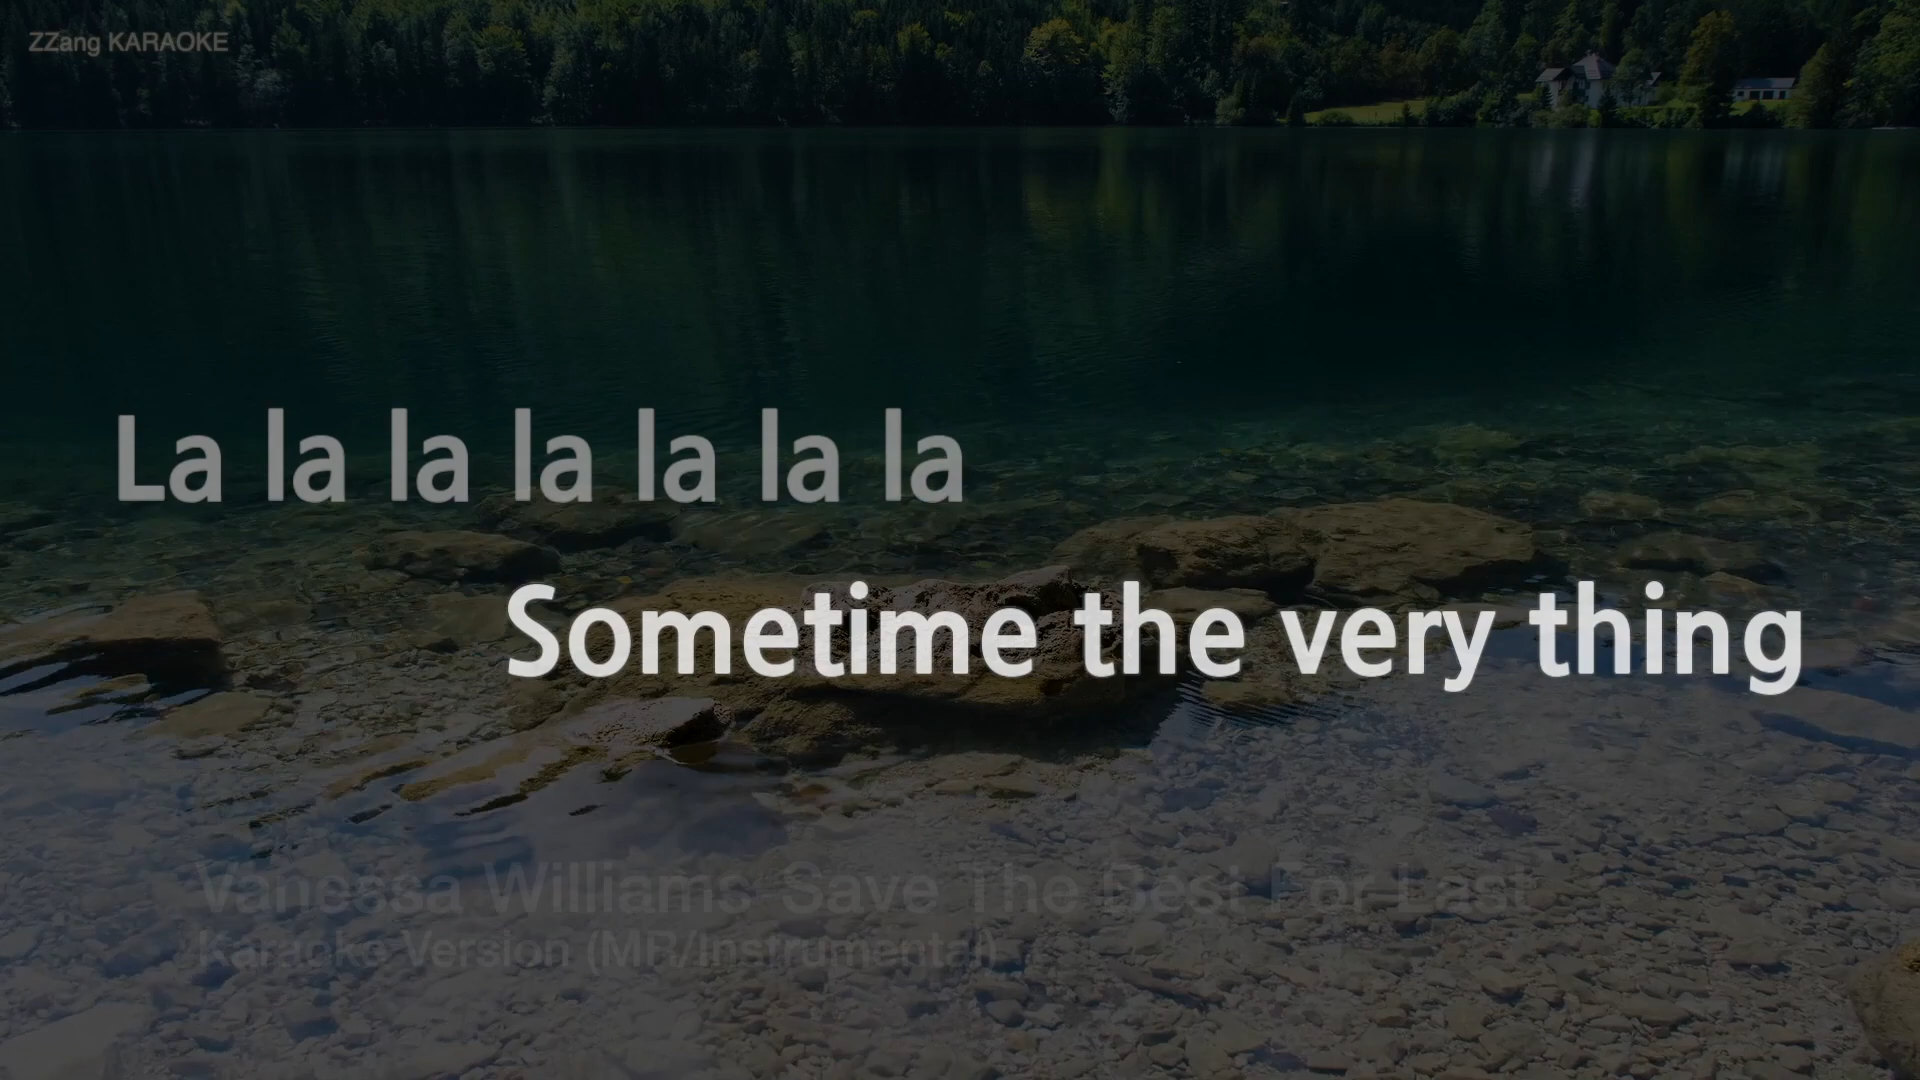 ZZang KARAOKE
La la la la la la la
Sometime the very thing
Vanessa Williams-Save The Best For Last
Karaoke Version (MR/Instrumental)